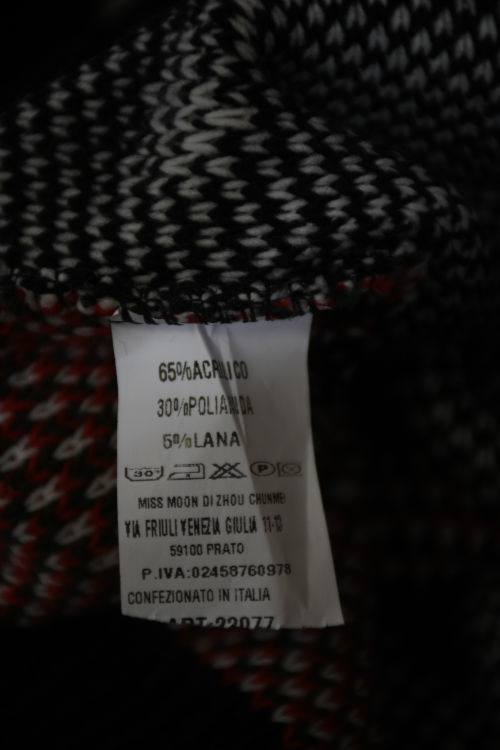 65%ACRILICO
30%POLIAMIDA
5%LANA
30° P
MISS MOON DI ZHOU CHUNMEI
VIA FRIULI VENEZIA GIULIA 11-13
59100 PRATO
P.IVA:02458760978
CONFEZIONATO IN ITALIA
ART:22077